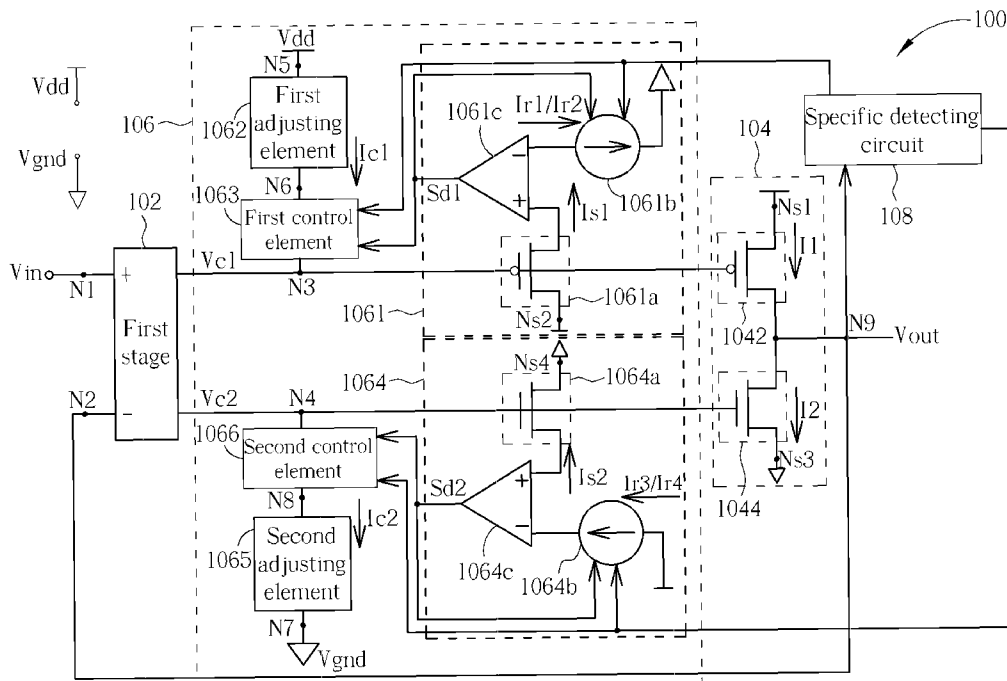 100
Vdd
N5
Vdd
106
1062
First
adjusting
element
Ic1
1061c
Ir1/Ir2
1061b
Specific detecting
circuit
108
104
Vgnd
N6
1063
First control
element
Sd1
Is1
Ns1
I1
102
Vin
N1
+
−
First
stage
Vc1
N3
−
+
1061
1061a
Ns2
1042
N9
Vout
1064
Ns4
1064a
N2
Vc2
N4
I2
1066
Second control
element
Is2
Ns3
1044
N8
Sd2
+
−
Ir3/Ir4
1065
Second
adjusting
element
Ic2
1064c
1064b
N7
Vgnd